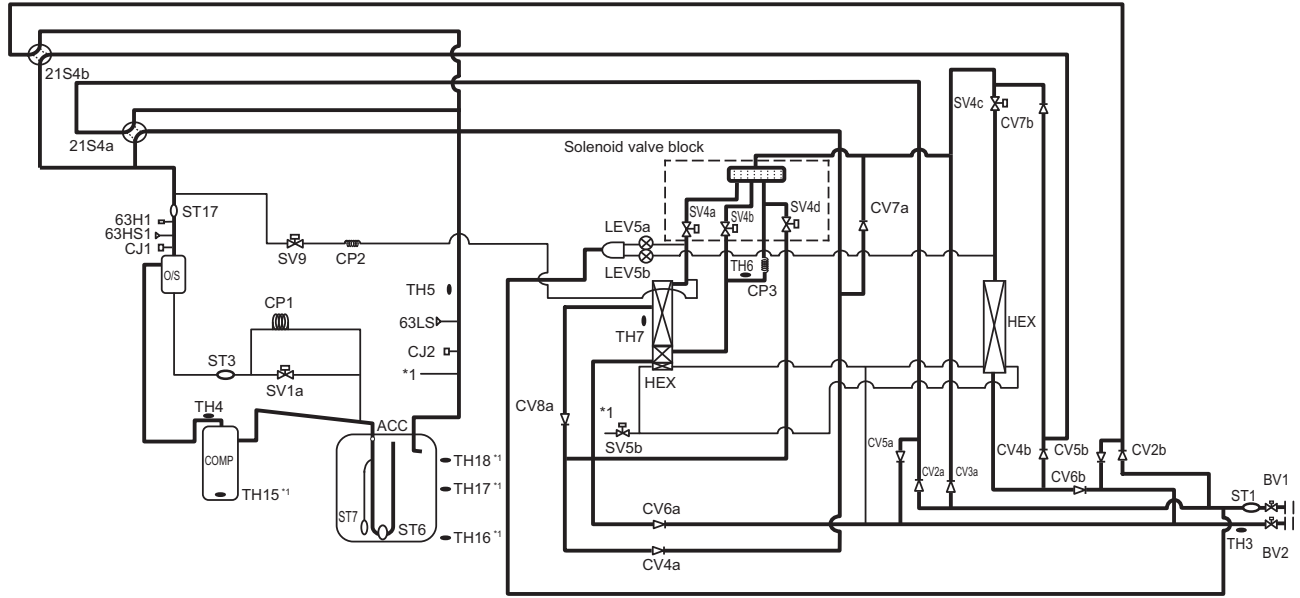 21S4b
21S4a
SV4c
CV7b
Solenoid valve block
SV4a
SV4b
SV4d
CV7a
ST17
63H1
63HS1
CJ1
SV9
CP2
LEV5a
LEV5b
TH6
CP3
O/S
TH5
CP1
63LS
TH7
HEX
HEX
CJ2
ST3
*1
SV1a
CV8a
*1
TH4
ACC
SV5b
CV5a
CV4b
CV5b
CV2b
COMP
TH18 *1
CV2a
CV3a
CV6b
TH15 *1
TH17 *1
ST1
BV1
ST7
ST6
CV6a
TH16 *1
TH3
BV2
CV4a